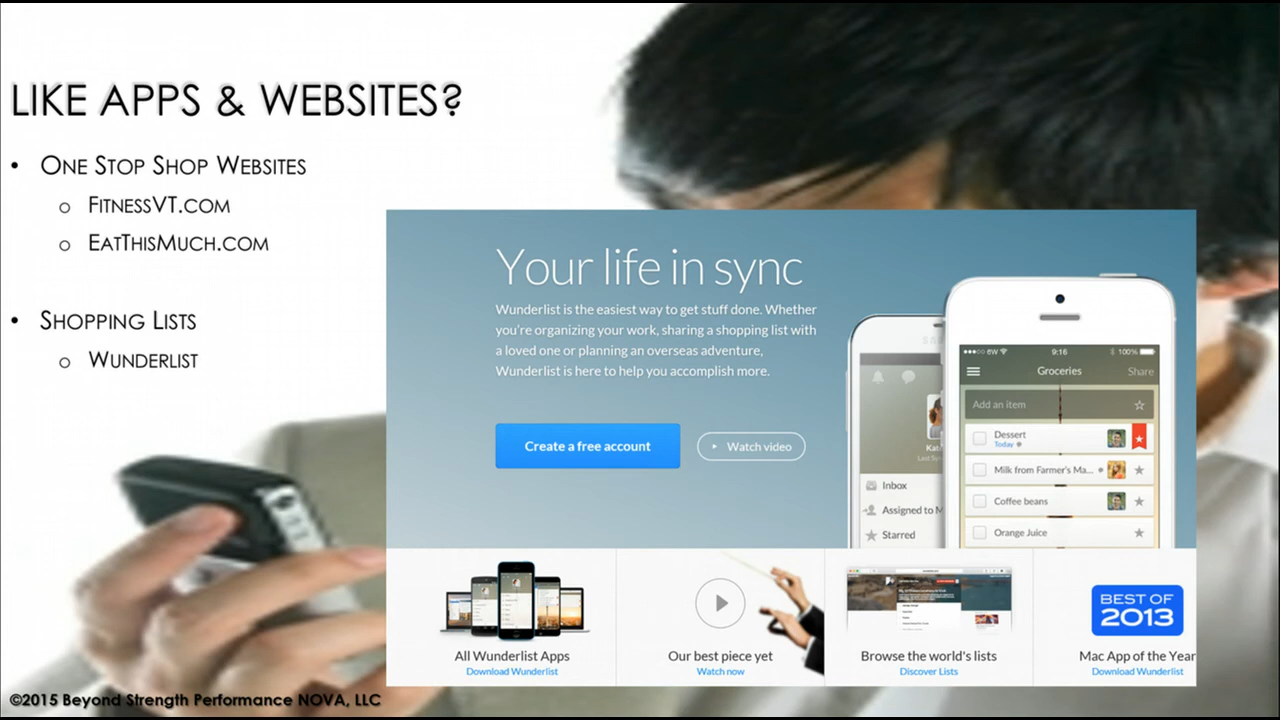 LIKE APPS & WEBSITES?
• ONE STOP SHOP WEBSITES
o FITNESSVT.COM
o EATTHISMUCH.COM
• SHOPPING LISTS
o WUNDERLIST
Your life in sync
Wunderlist is the easiest way to get stuff done. Whether
you're organizing your work, sharing a shopping list with
a loved one or planning an overseas adventure,
Wunderlist is here to help you accomplish more.
Create a free account
Watch video
Inbox
Assigned to M
Starred
9:16
100%
Groceries
Share
Add an item
Dessert
Today
Milk from Farmer's Ma...
Coffee beans
Orange Juice
All Wunderlist Apps
Download Wunderlist
Our best piece yet
Watch now
Browse the world's lists
Discover Lists
BEST OF
2013
Mac App of the Year
Download Wunderlist
©2015 Beyond Strength Performance NOVA, LLC